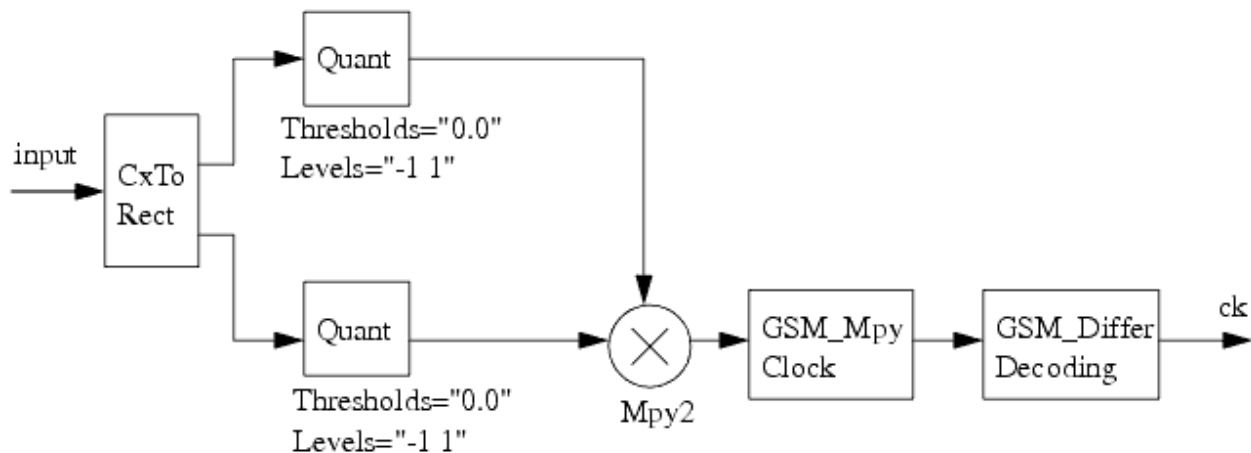 Quant
Thresholds="0.0"
Levels="-1 1"
input
CxTo
Rect
Quant
Thresholds="0.0"
Levels="-1 1"
Mpy2
GSM_Mpy
Clock
GSM_Differ
Decoding
ck